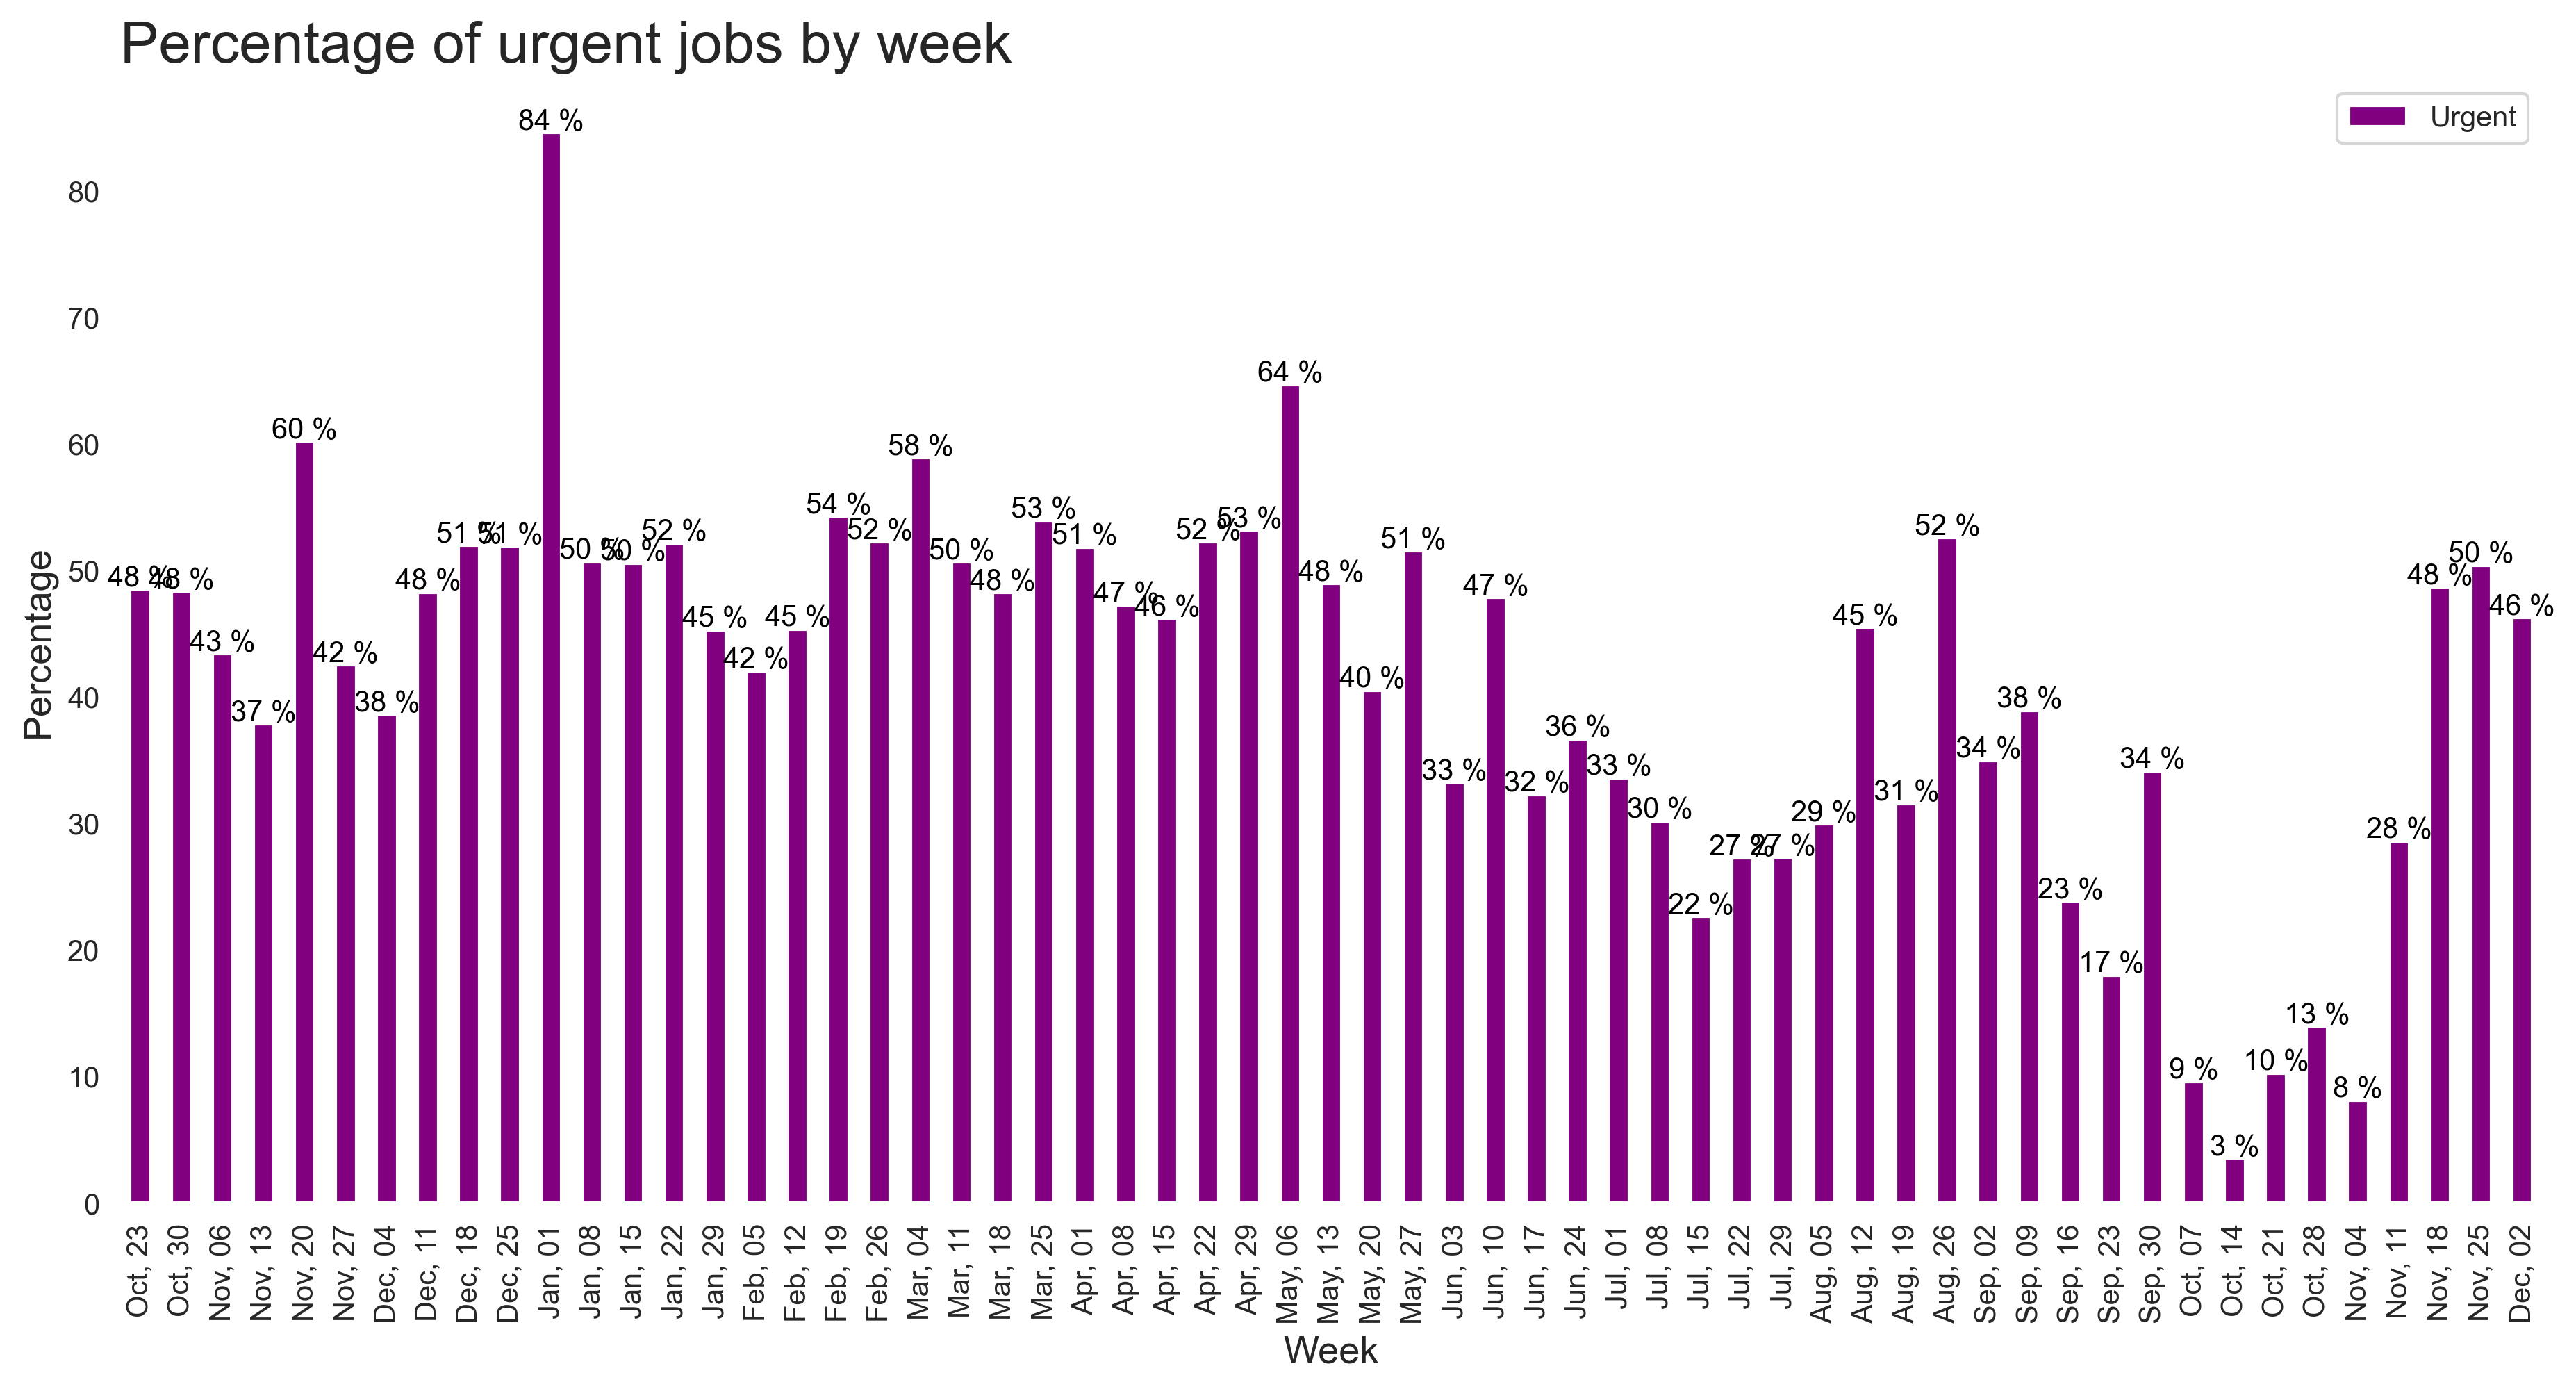 Percentage of urgent jobs by week
Urgent
Percentage
80
70
60
50
40
30
20
10
0
48 %
48 %
43 %
37 %
60 %
42 %
38 %
48 %
51 %
51 %
84 %
50 %
50 %
52 %
45 %
42 %
45 %
54 %
52 %
58 %
50 %
48 %
53 %
51 %
47 %
46 %
52 %
53 %
64 %
48 %
40 %
51 %
33 %
47 %
32 %
36 %
33 %
30 %
22 %
27 %
27 %
29 %
45 %
31 %
52 %
34 %
38 %
23 %
17 %
34 %
9 %
3 %
10 %
13 %
8 %
28 %
48 %
50 %
46 %
Oct, 23
Oct, 30
Nov, 06
Nov, 13
Nov, 20
Nov, 27
Dec, 04
Dec, 11
Dec, 18
Dec, 25
Jan, 01
Jan, 08
Jan, 15
Jan, 22
Jan, 29
Feb, 05
Feb, 12
Feb, 19
Feb, 26
Mar, 04
Mar, 11
Mar, 18
Mar, 25
Apr, 01
Apr, 08
Apr, 15
Apr, 22
Apr, 29
May, 06
May, 13
May, 20
May, 27
Jun, 03
Jun, 10
Jun, 17
Jun, 24
Jul, 01
Jul, 08
Jul, 15
Jul, 22
Jul, 29
Aug, 05
Aug, 12
Aug, 19
Aug, 26
Sep, 02
Sep, 09
Sep, 16
Sep, 23
Sep, 30
Oct, 07
Oct, 14
Oct, 21
Oct, 28
Nov, 04
Nov, 11
Nov, 18
Nov, 25
Dec, 02
Week